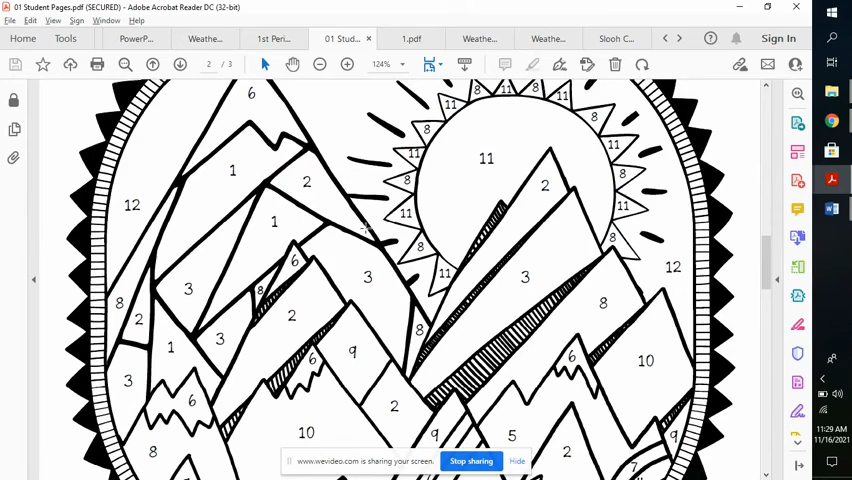 01 Student Pages.pdf (SECURED) - Adobe Acrobat Reader DC (32-bit)
File Edit View Sign Window Help
Home Tools PowerP... Weathe... 1st Peri... 01 Stud... × 1.pdf Weathe... Weathe... Slooh C... Sign In
2 / 3 124%
6
11 11 11
11 8 8 11
8 8
11 11
11
1
2
8 8
2
12 11 11
1
8 8
12
6 11
3 3 3
8 8
8
2 2
3 8
1 9 6
6 10
3
6 2
10 9 5 9
8 2
7
www.wevideo.com is sharing your screen. Stop sharing Hide
11:29 AM
11/16/2021